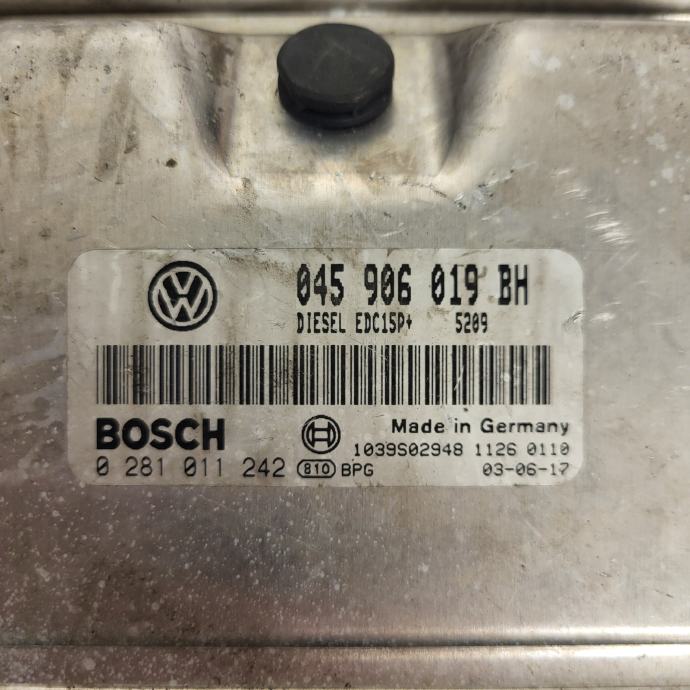 045 906 019 BH
DIESEL EDC15P+ 5209
BOSCH
Made in Germany
1039S02948 1126 0110
0 281 011 242 810 BPG 03-06-17